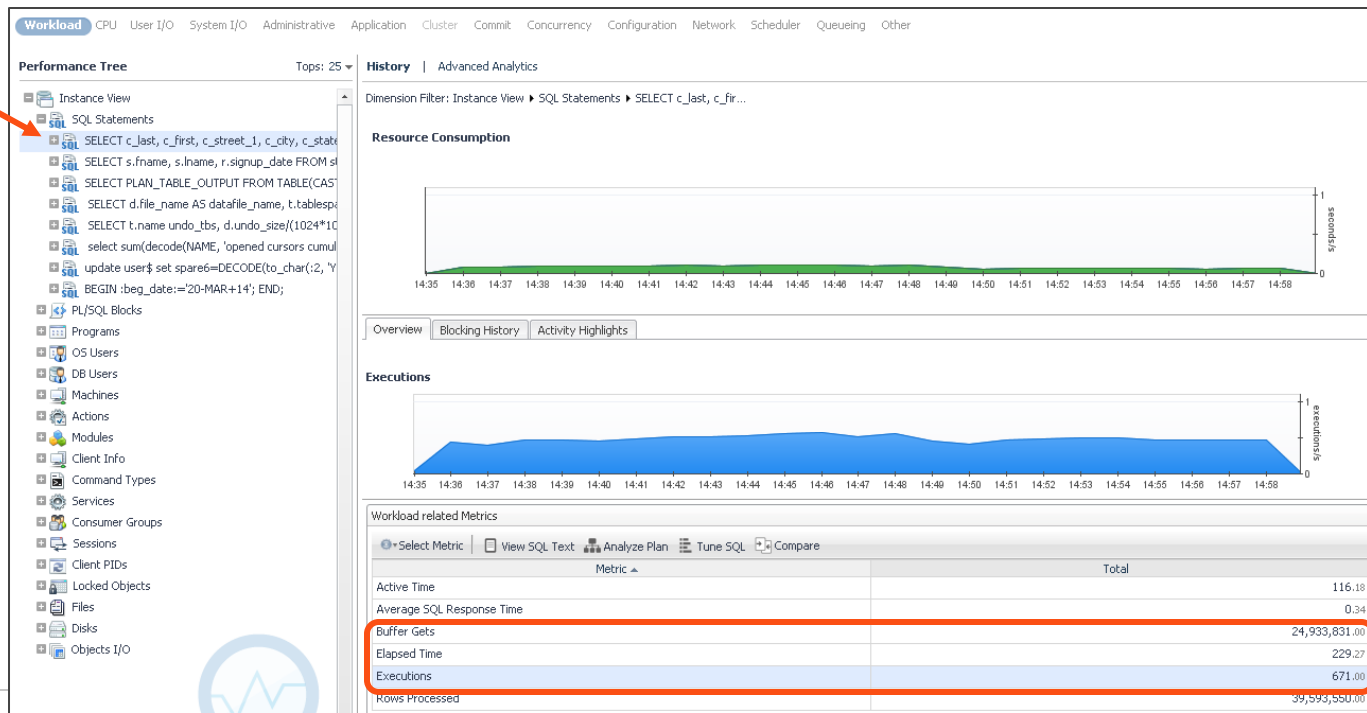 Workload CPU User I/O System I/O Administrative Application Cluster Commit Concurrency Configuration Network Scheduler Queueing Other
Performance Tree Tops: 25
Instance View
SQL Statements
SELECT c_last, c_first, c_street_1, c_city, c_state
SELECT s.fname, s.lname, r.signup_date FROM
SELECT PLAN_TABLE_OUTPUT FROM TABLE(CAST
SELECT d.file_name AS datafile_name, t.tablespa
SELECT t.name undo_tbs, d.undo_size/(1024*10
select sum(decode(NAME, 'opened cursors cumul
update user$ set spare6=DECODE(to_char(:2, 'Y
BEGIN :beg_date:='20-MAR+14'; END;
PL/SQL Blocks
Programs
OS Users
DB Users
Machines
Actions
Modules
Client Info
Command Types
Services
Consumer Groups
Sessions
Client PIDs
Locked Objects
Files
Disks
Objects I/O
History | Advanced Analytics
Dimension Filter: Instance View SQL Statements SELECT c_last, c_fir...
Resource Consumption
1
seconds/s
0
14:35 14:36 14:37 14:38 14:39 14:40 14:41 14:42 14:43 14:44 14:45 14:46 14:47 14:48 14:49 14:50 14:51 14:52 14:53 14:54 14:55 14:56 14:57 14:58
Overview Blocking History Activity Highlights
Executions
1
executions/s
0
14:35 14:36 14:37 14:38 14:39 14:40 14:41 14:42 14:43 14:44 14:45 14:46 14:47 14:48 14:49 14:50 14:51 14:52 14:53 14:54 14:55 14:56 14:57 14:58
Workload related Metrics
Select Metric View SQL Text Analyze Plan Tune SQL Compare
Metric Total
Active Time 116.18
Average SQL Response Time 0.34
Buffer Gets 24,933,831.00
Elapsed Time 229.27
Executions 671.00
Rows Processed 39,593,550.00